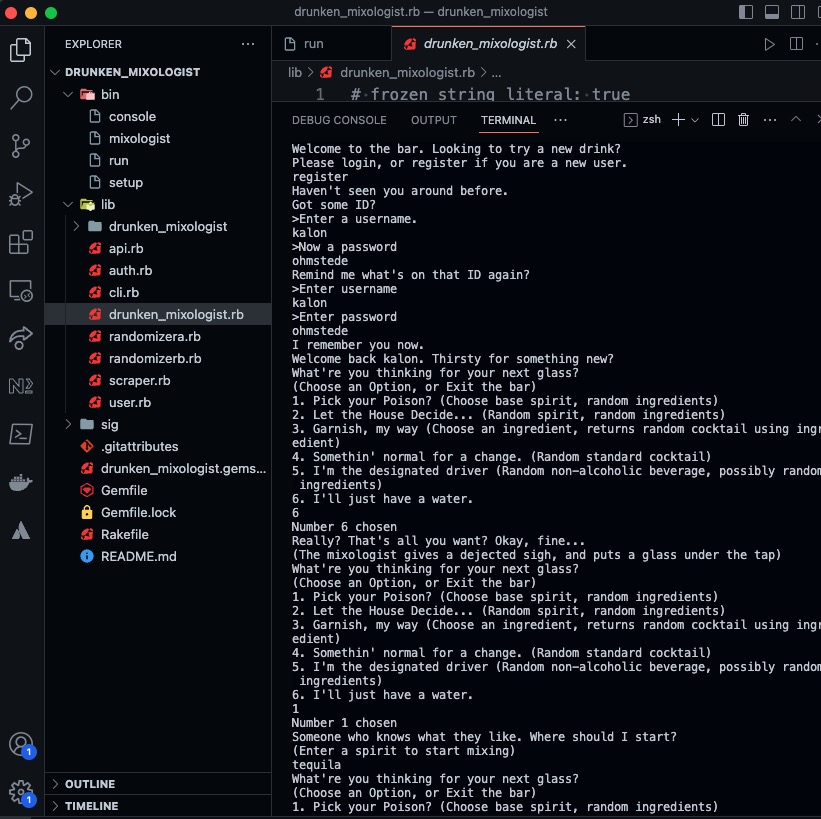 drunken_mixologist.rb — drunken_mixologist
EXPLORER
DRUNKEN_MIXOLOGIST
bin
console
mixologist
run
setup
lib
drunken_mixologist
api.rb
auth.rb
cli.rb
drunken_mixologist.rb
randomizera.rb
randomizerb.rb
scraper.rb
user.rb
sig
.gitattributes
drunken_mixologist.gems...
Gemfile
Gemfile.lock
Rakefile
README.md
OUTLINE
TIMELINE
1
1
run
drunken_mixologist.rb
lib > drunken_mixologist.rb > ...
1 # frozen_string_literal: true
DEBUG CONSOLE OUTPUT TERMINAL ... zsh
Welcome to the bar. Looking to try a new drink?
Please login, or register if you are a new user.
register
Haven't seen you around before.
Got some ID?
>Enter a username.
kalon
>Now a password
ohmstede
Remind me what's on that ID again?
>Enter username
kalon
>Enter password
ohmstede
I remember you now.
Welcome back kalon. Thirsty for something new?
What're you thinking for your next glass?
(Choose an Option, or Exit the bar)
1. Pick your Poison? (Choose base spirit, random ingredients)
2. Let the House Decide... (Random spirit, random ingredients)
3. Garnish, my way (Choose an ingredient, returns random cocktail using ingr
edient)
4. Somethin' normal for a change. (Random standard cocktail)
5. I'm the designated driver (Random non-alcoholic beverage, possibly random
ingredients)
6. I'll just have a water.
6
Number 6 chosen
Really? That's all you want? Okay, fine...
(The mixologist gives a dejected sigh, and puts a glass under the tap)
What're you thinking for your next glass?
(Choose an Option, or Exit the bar)
1. Pick your Poison? (Choose base spirit, random ingredients)
2. Let the House Decide... (Random spirit, random ingredients)
3. Garnish, my way (Choose an ingredient, returns random cocktail using ingr
edient)
4. Somethin' normal for a change. (Random standard cocktail)
5. I'm the designated driver (Random non-alcoholic beverage, possibly random
ingredients)
6. I'll just have a water.
1
Number 1 chosen
Someone who knows what they like. Where should I start?
(Enter a spirit to start mixing)
tequila
What're you thinking for your next glass?
(Choose an Option, or Exit the bar)
1. Pick your Poison? (Choose base spirit, random ingredients)